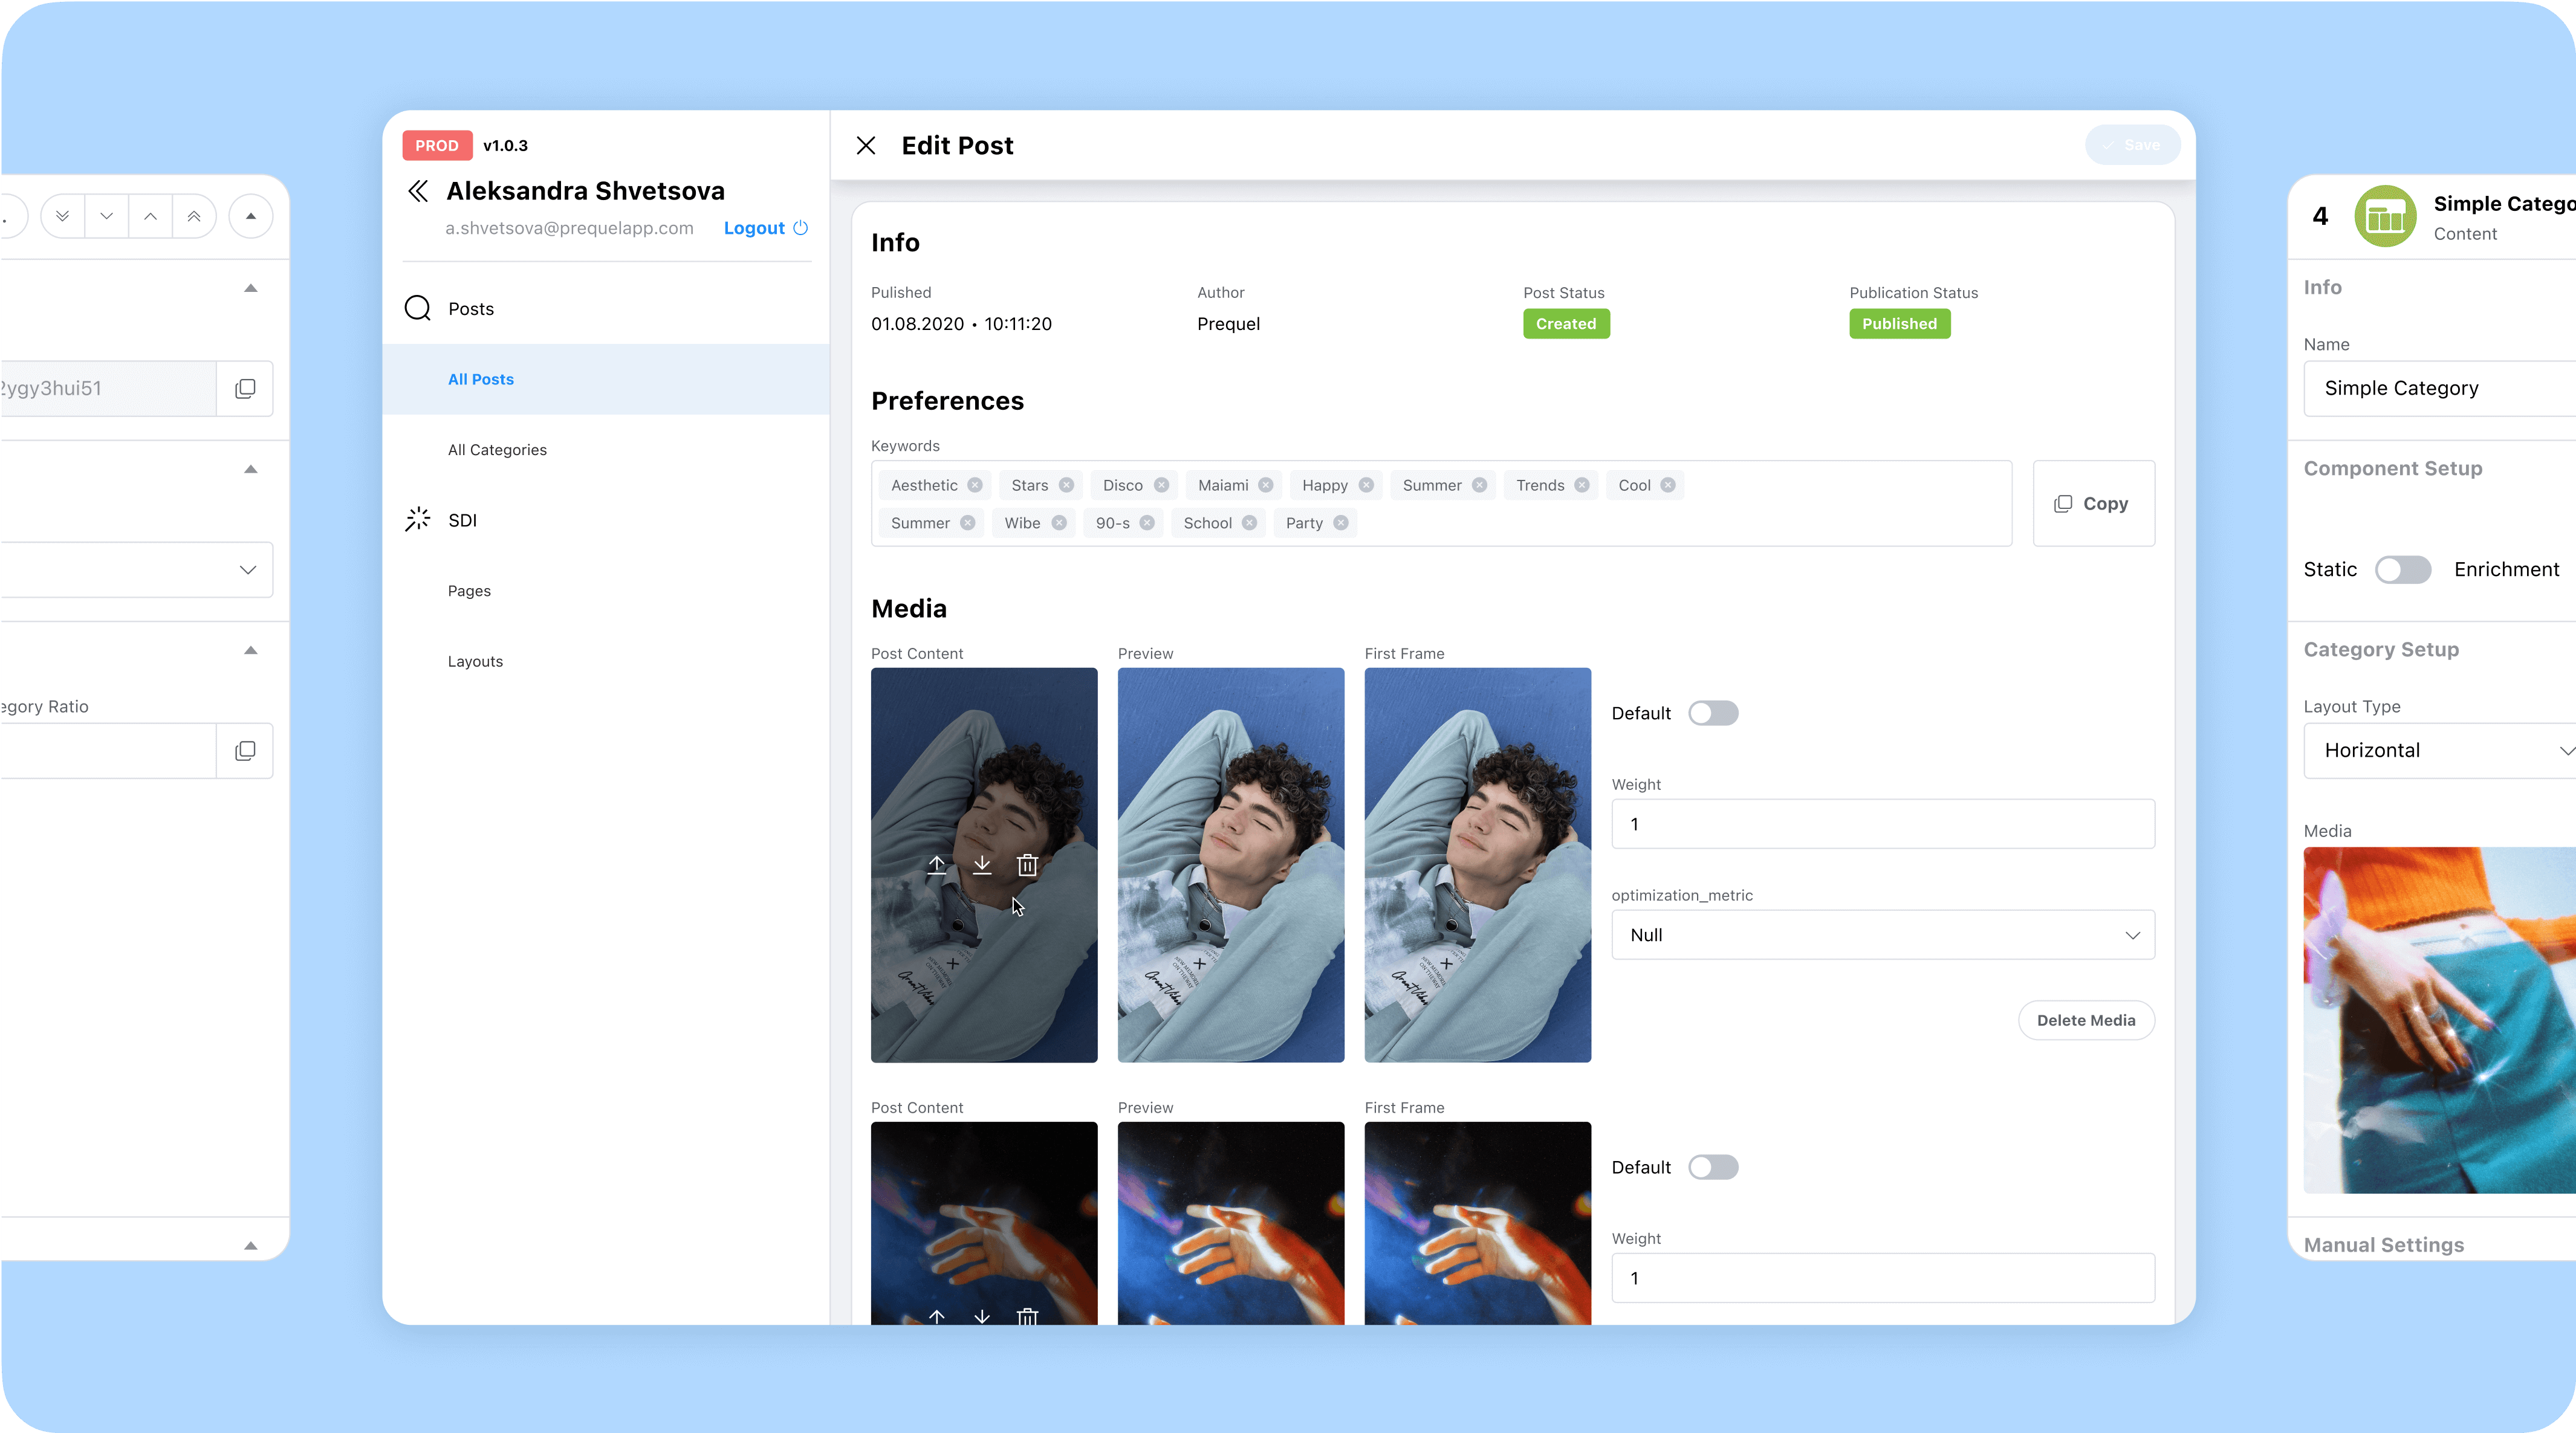 2ygy3hui51
egory Ratio
PROD v1.0.3
Aleksandra Shvetsova
a.shvetsova@prequelapp.com Logout
Posts
All Posts
All Categories
SDI
Pages
Layouts
Edit Post
Save
Info
Pulished Author Post Status Publication Status
01.08.2020 • 10:11:20 Prequel Created Published
Preferences
Keywords
Aesthetic Stars Disco Maiami Happy Summer Trends Cool
Summer Wibe 90-s School Party
Copy
Media
Post Content Preview First Frame
Default
Weight
1
optimization_metric
Null
Delete Media
Post Content Preview First Frame
Default
Weight
1
4 Simple Catego
Content
Info
Name
Simple Category
Component Setup
Static Enrichment
Category Setup
Layout Type
Horizontal
Media
Manual Settings